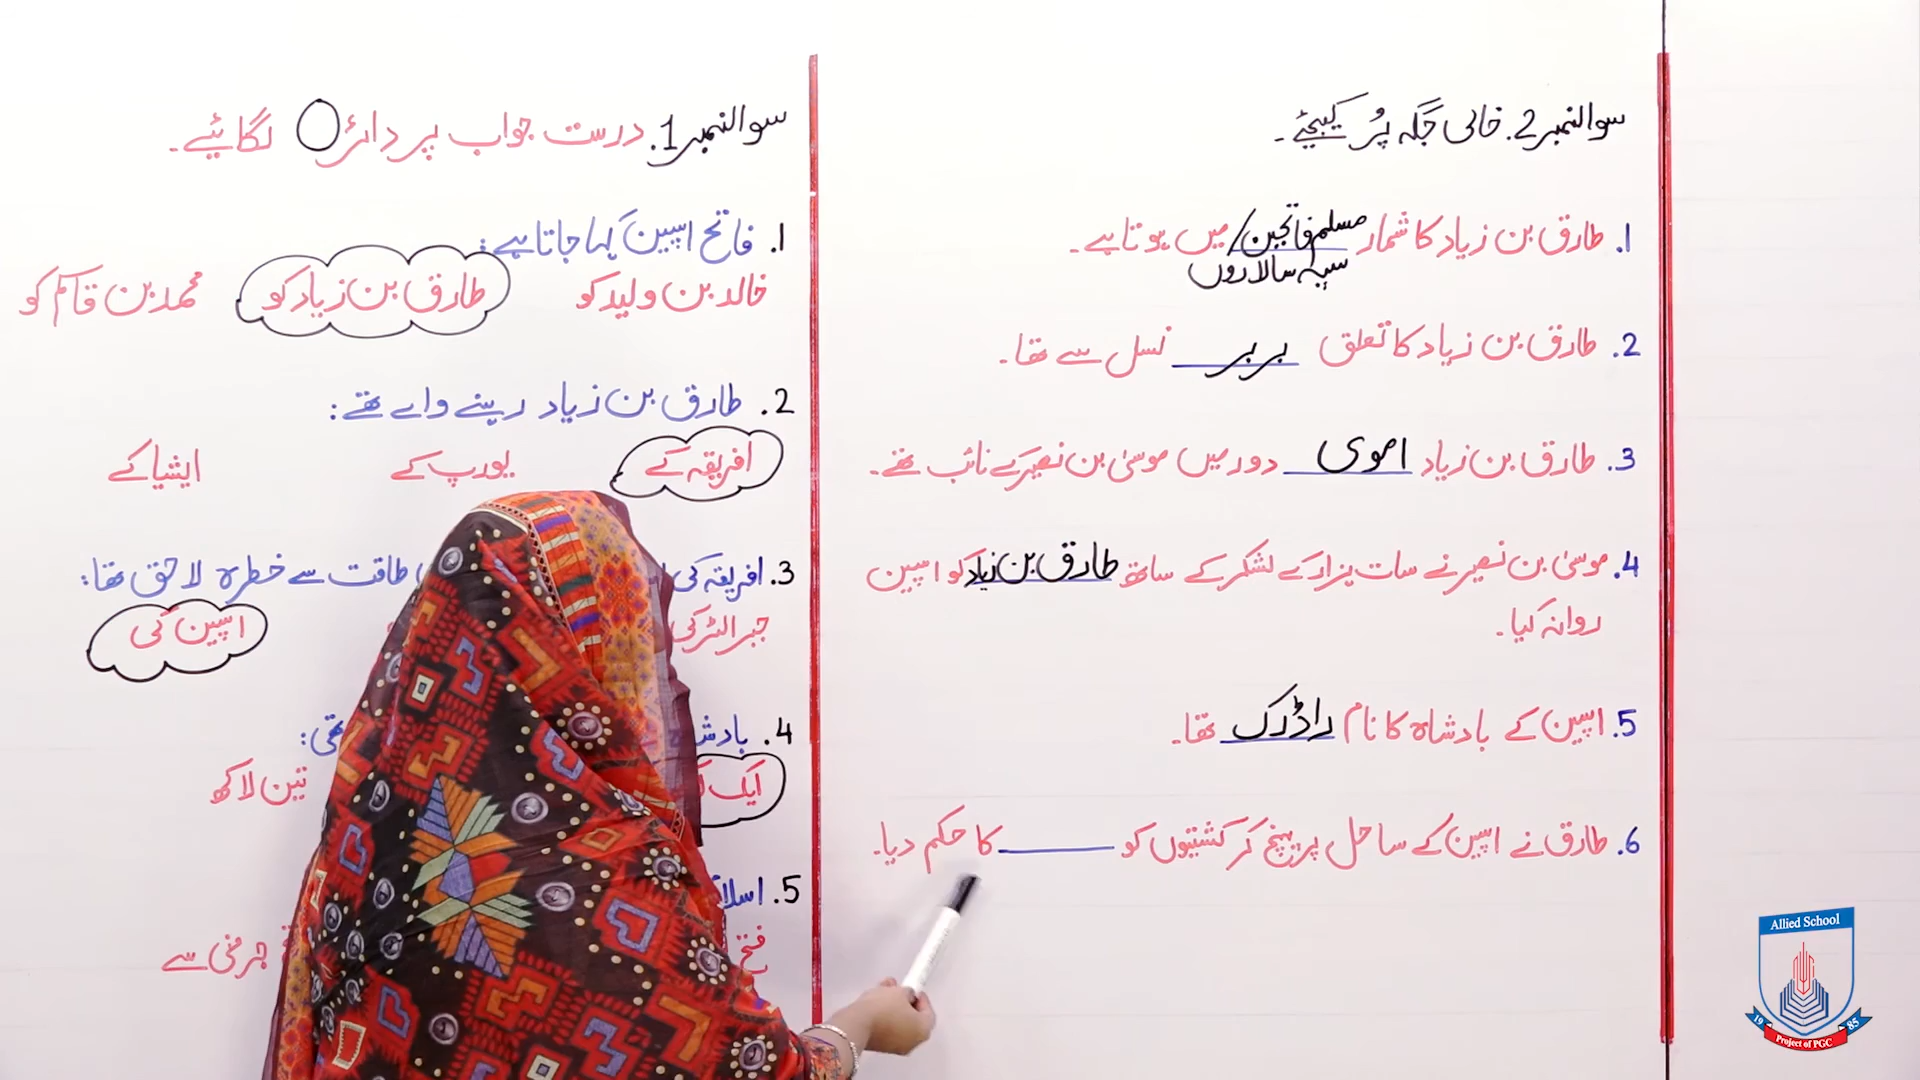 سوالنمبر 2. خالی جگہ پُر کیجئے۔
1. طارق بن زیاد کا شمار مسلم فاتحین/ میں ہوتا ہے۔
سپہ سالاروں
2. طارق بن زیاد کا تعلق بربر نسل سے تھا۔
3. طارق بن زیاد اموی دور میں موسیٰ بن نصیر کے نائب تھے۔
4. موسیٰ بن نصیر نے سات ہزار کے لشکر کے ساتھ طارق بن زیاد کو اسپین
روانہ کیا۔
5. اسپین کے بادشاہ کا نام راڈرک تھا۔
6. طارق نے اسپین کے ساحل پر پہنچ کر کشتیوں کو ______ کا حکم دیا۔
سوالنمبر 1. درست جواب پر دائرہ لگائیے۔
1. فاتح اسپین کہا جاتا ہے:
خالد بن ولید کو طارق بن زیاد کو محمد بن قاسم کو
2. طارق بن زیاد رہنے والے تھے:
افریقہ کے یورپ کے ایشیا کے
3. افریقہ کی طاقت سے خطرہ لاحق تھا:
جبرالٹر کی اسپین کی
4. تھی:
ایک تین لاکھ
5.
فتح جرمنی سے
Allied School
19 85
Project of PGC